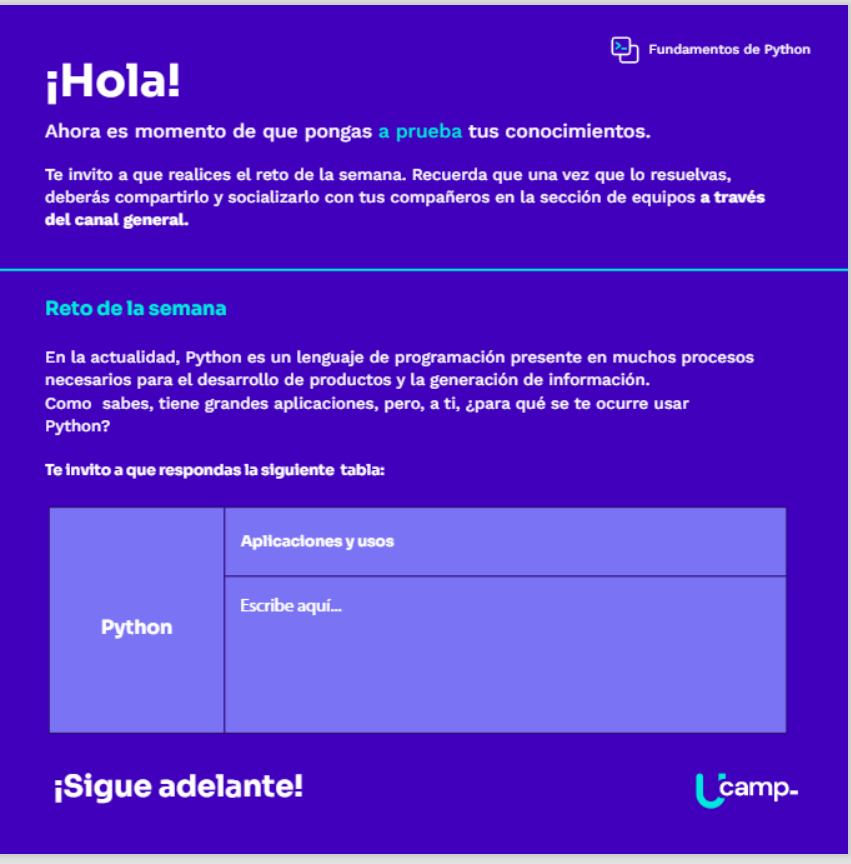 Fundamentos de Python
¡Hola!
Ahora es momento de que pongas a prueba tus conocimientos.
Te invito a que realices el reto de la semana. Recuerda que una vez que lo resuelvas,
deberás compartirlo y socializarlo con tus compañeros en la sección de equipos a través
del canal general.
Reto de la semana
En la actualidad, Python es un lenguaje de programación presente en muchos procesos
necesarios para el desarrollo de productos y la generación de información.
Como sabes, tiene grandes aplicaciones, pero, a ti, ¿para qué se te ocurre usar
Python?
Te invito a que respondas la siguiente tabla:
Aplicaciones y usos
Python
Escribe aquí...
¡Sigue adelante!
Ucamp.